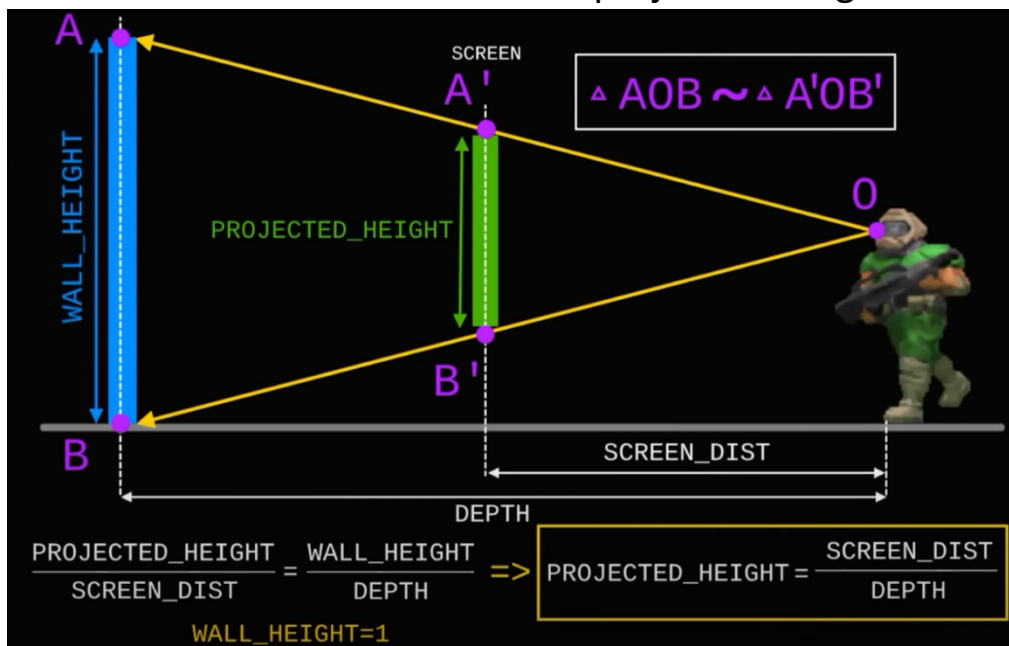 A
SCREEN
A'
△ AOB ~ △ A'OB'
WALL_HEIGHT
PROJECTED_HEIGHT
O
B'
B
SCREEN_DIST
DEPTH
PROJECTED_HEIGHT / SCREEN_DIST = WALL_HEIGHT / DEPTH => PROJECTED_HEIGHT = SCREEN_DIST / DEPTH
WALL_HEIGHT=1